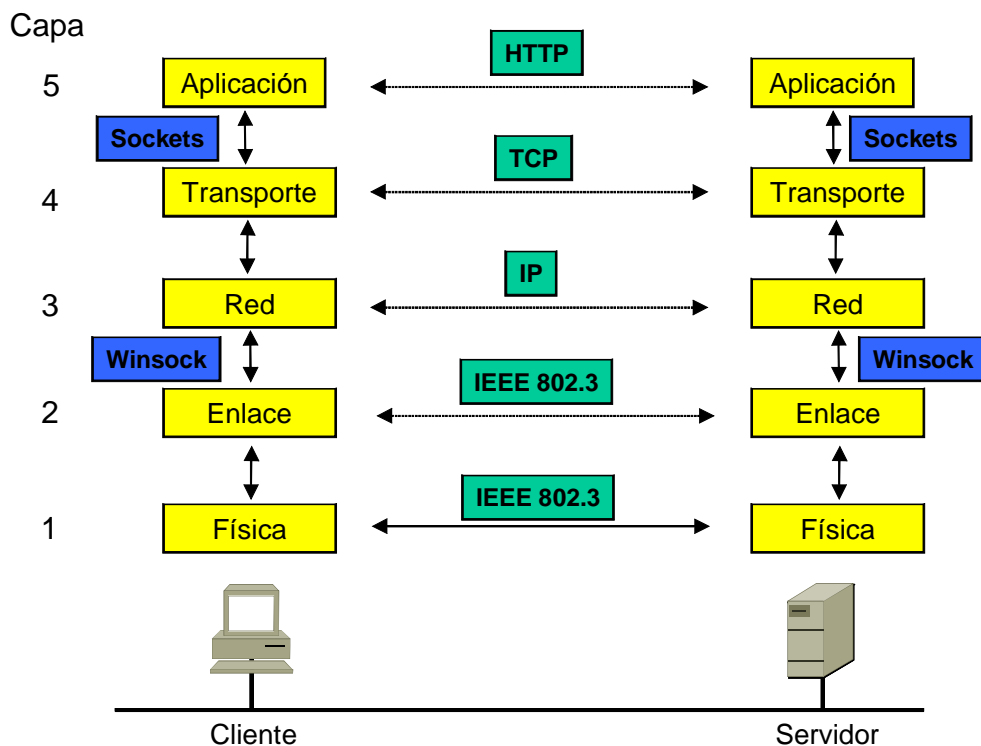 Capa
HTTP
5 Aplicación Aplicación
Sockets Sockets
TCP
4 Transporte Transporte
IP
3 Red Red
Winsock Winsock
IEEE 802.3
2 Enlace Enlace
IEEE 802.3
1 Física Física
Cliente Servidor